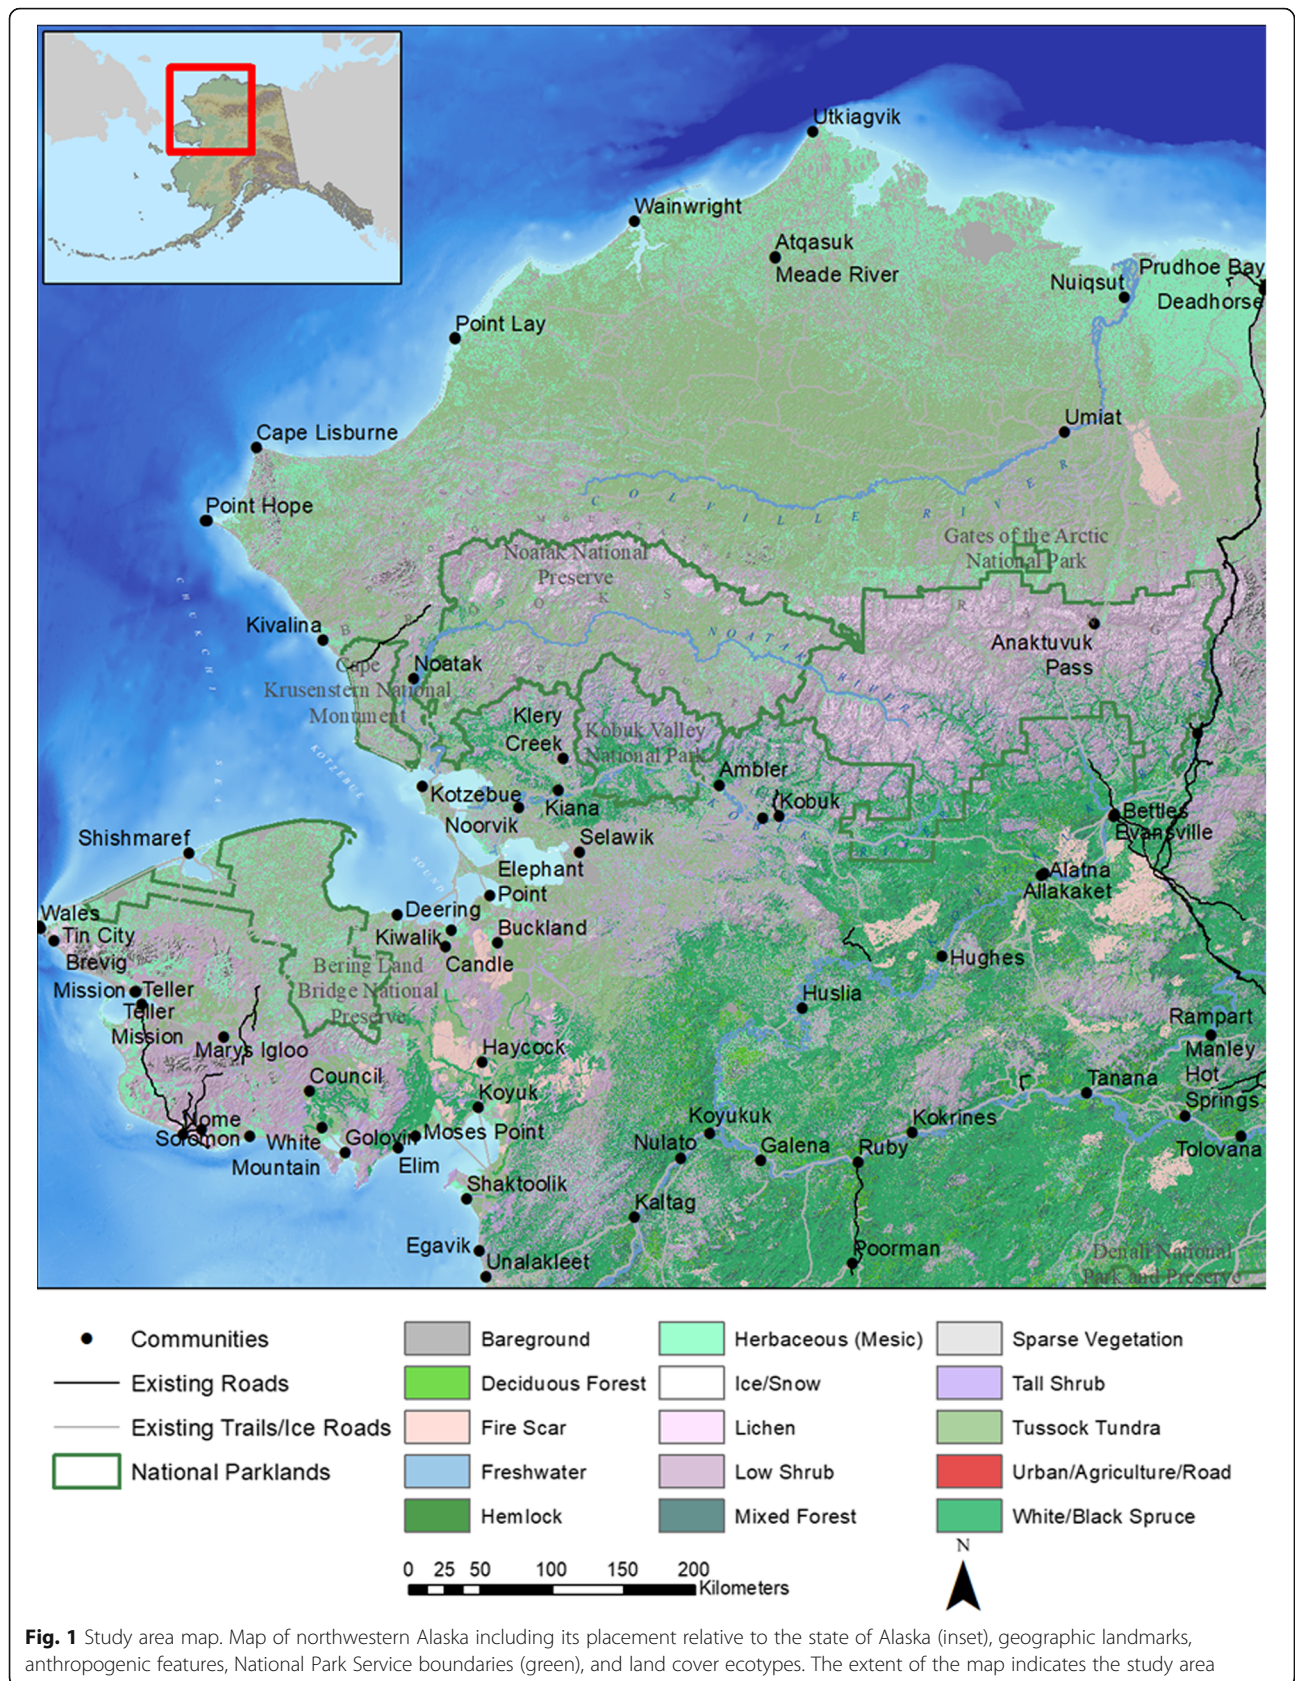 Utkiagvik
Wainwright
Atqasuk
Meade River
Prudhoe Bay
Nuiqsut
Deadhorse
Point Lay
Umiat
Cape Lisburne
COLVILLE RIVER
Point Hope
Gates of the Arctic
National Park
Noatak National
Preserve
CHUKCHI
SEA
Kivalina
NOATAK
RIVER
Anaktuvuk
Pass
Noatak
Cape
Krusenstern National
Monument
Klery
Creek
Kobuk Valley
National Park
KOTZEBUE
SOUND
Ambler
Kotzebue
Kiana
Kobuk
KOBUK
Noorvik
Bettles
Evansville
Shishmaref
Selawik
Elephant
Point
Alatna
Allakaket
Wales
Deering
Tin City
Kiwalik
Buckland
Brevig
Mission
Candle
Hughes
Bering Land
Bridge National
Preserve
Teller
Teller
Mission
Huslia
Rampart
Marys Igloo
Haycock
Manley
Hot
Springs
Council
Tanana
Koyuk
Nome
Solomon
White
Mountain
Golovin
Moses Point
Elim
Koyukuk
Kokrines
Nulato
Galena
Ruby
Tolovana
Shaktoolik
Kaltag
Egavik
Unalakleet
Poorman
Denali National
Park and Preserve
Communities
Existing Roads
Existing Trails/Ice Roads
National Parklands
Bareground
Deciduous Forest
Fire Scar
Freshwater
Hemlock
Herbaceous (Mesic)
Ice/Snow
Lichen
Low Shrub
Mixed Forest
Sparse Vegetation
Tall Shrub
Tussock Tundra
Urban/Agriculture/Road
White/Black Spruce
0 25 50 100 150 200
Kilometers
N
Fig. 1 Study area map. Map of northwestern Alaska including its placement relative to the state of Alaska (inset), geographic landmarks,
anthropogenic features, National Park Service boundaries (green), and land cover ecotypes. The extent of the map indicates the study area